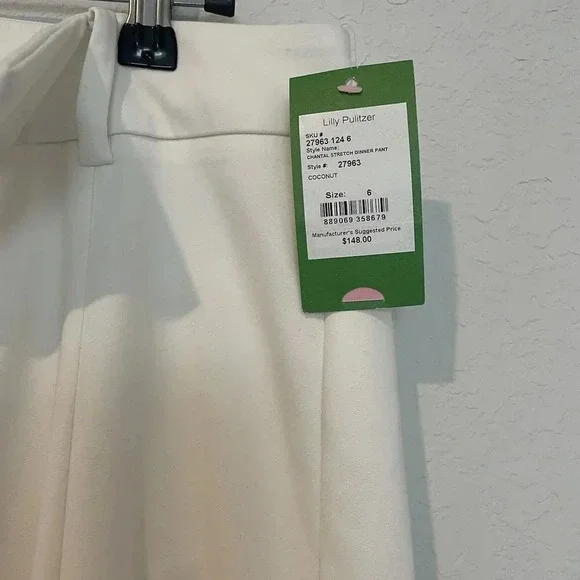 Lilly Pulitzer
SKU #
27963 124 6
Style Name:
CHANTAL STRETCH DINNER PANT
Style #: 27963
COCONUT
Size: 6
889069 358679
Manufacturer's Suggested Price
$148.00